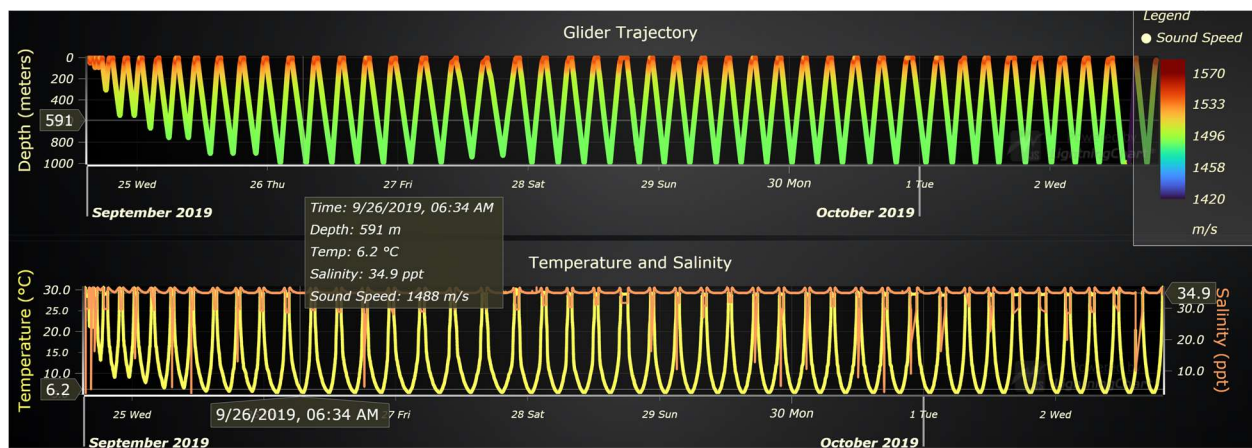 Glider Trajectory
Legend
Sound Speed
1570
1533
1496
1458
1420
m/s
Depth (meters)
0
200
400
591
800
1000
25 Wed
26 Thu
27 Fri
28 Sat
29 Sun
30 Mon
1 Tue
2 Wed
September 2019
October 2019
Time: 9/26/2019, 06:34 AM
Depth: 591 m
Temp: 6.2 °C
Salinity: 34.9 ppt
Sound Speed: 1488 m/s
Temperature and Salinity
Temperature (°C)
30.0
25.0
20.0
15.0
10.0
6.2
34.9
30.0
20.0
10.0
Salinity (ppt)
25 Wed
9/26/2019, 06:34 AM
27 Fri
28 Sat
29 Sun
30 Mon
1 Tue
2 Wed
September 2019
October 2019